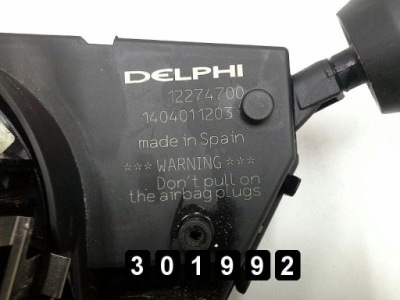 DELPHI
12274700
1404011203
made in Spain
*** WARNING ***
Don't pull on
the airbag plugs
301992